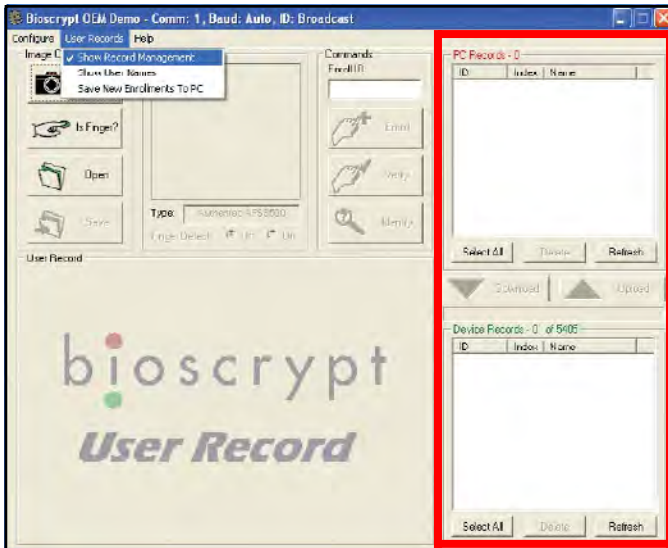 Bioscrypt OEM Demo - Comm: 1, Baud: Auto, ID: Broadcast
Configure User Records Help
Show Record Management
Show User Names
Save New Enrollments To PC
Image C
Is Finger?
Open
Save
Type:
Finger Detect:
Commands
Enroll ID
Enroll
Verify
Identify
User Record
bioscrypt
User Record
PC Records - 0
ID Index Name
Select All Delete Refresh
Download Upload
Device Records - 0 of 5405
ID Index Name
Select All Delete Refresh